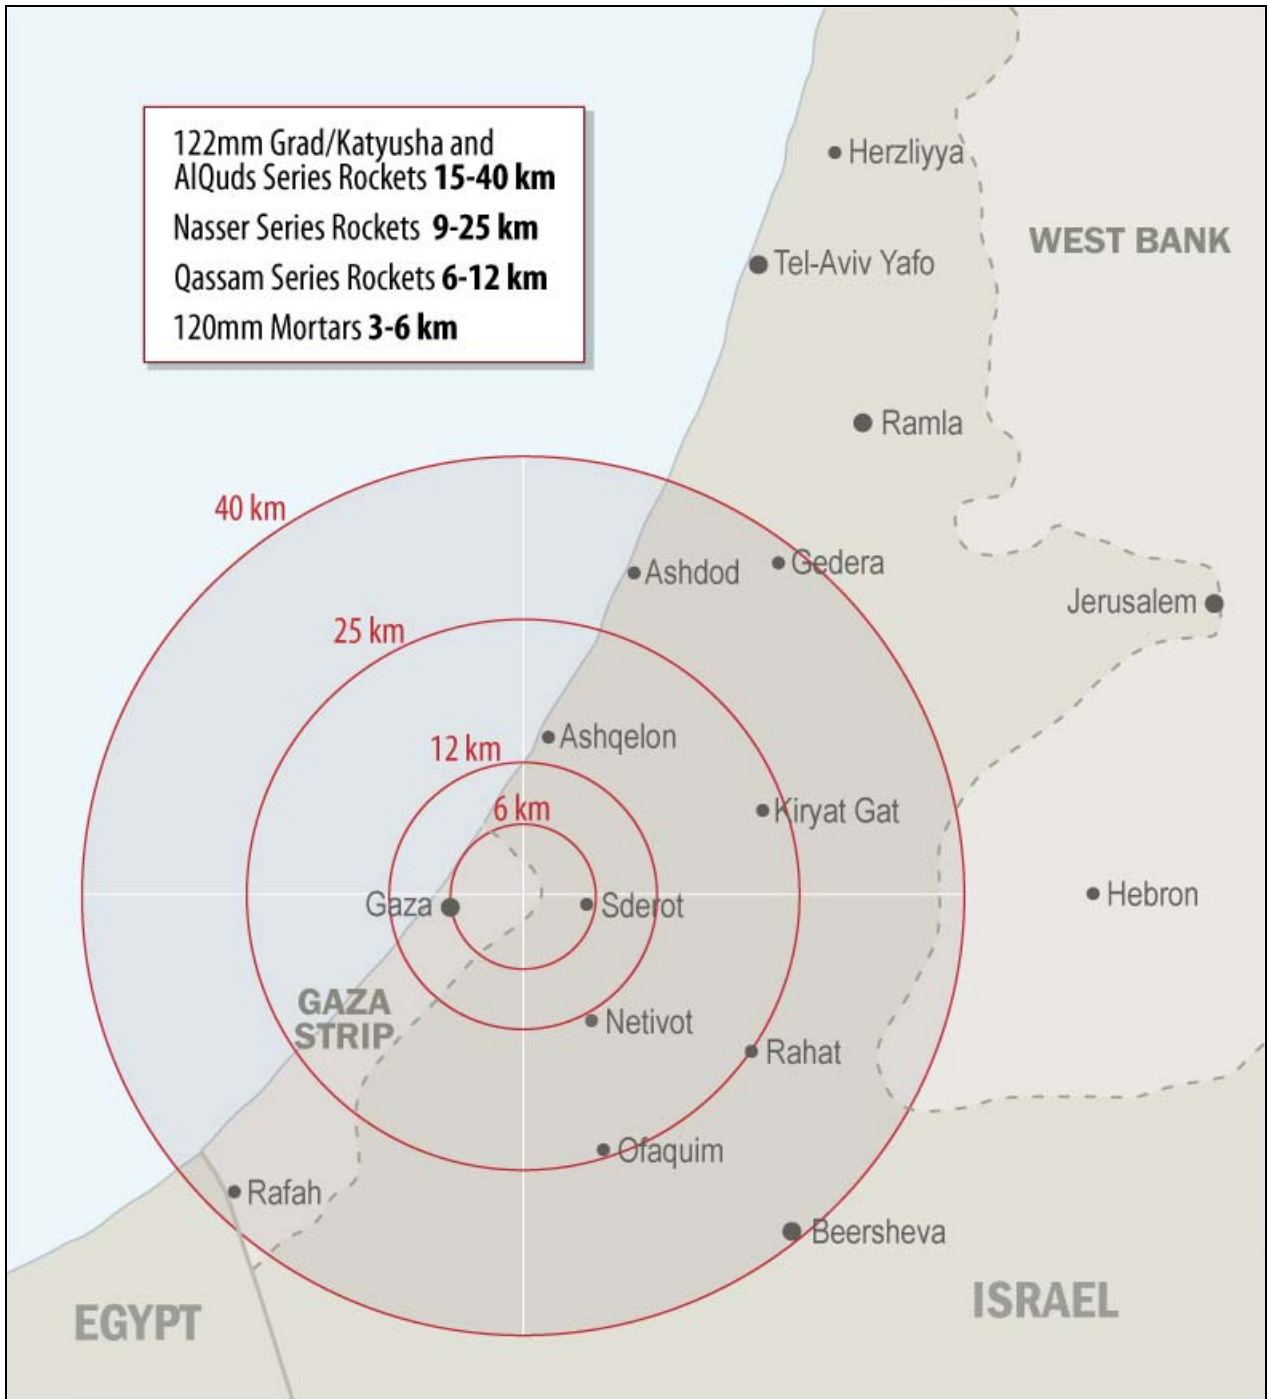 122mm Grad/Katyusha and
AlQuds Series Rockets 15-40 km
Nasser Series Rockets 9-25 km
Qassam Series Rockets 6-12 km
120mm Mortars 3-6 km
Herzliyya
WEST BANK
Tel-Aviv Yafo
Ramla
40 km
Ashdod
Gedera
Jerusalem
25 km
Ashqelon
12 km
6 km
Kiryat Gat
Gaza
Sderot
Hebron
GAZA
STRIP
Netivot
Rahat
Ofaquim
Rafah
Beersheva
EGYPT
ISRAEL